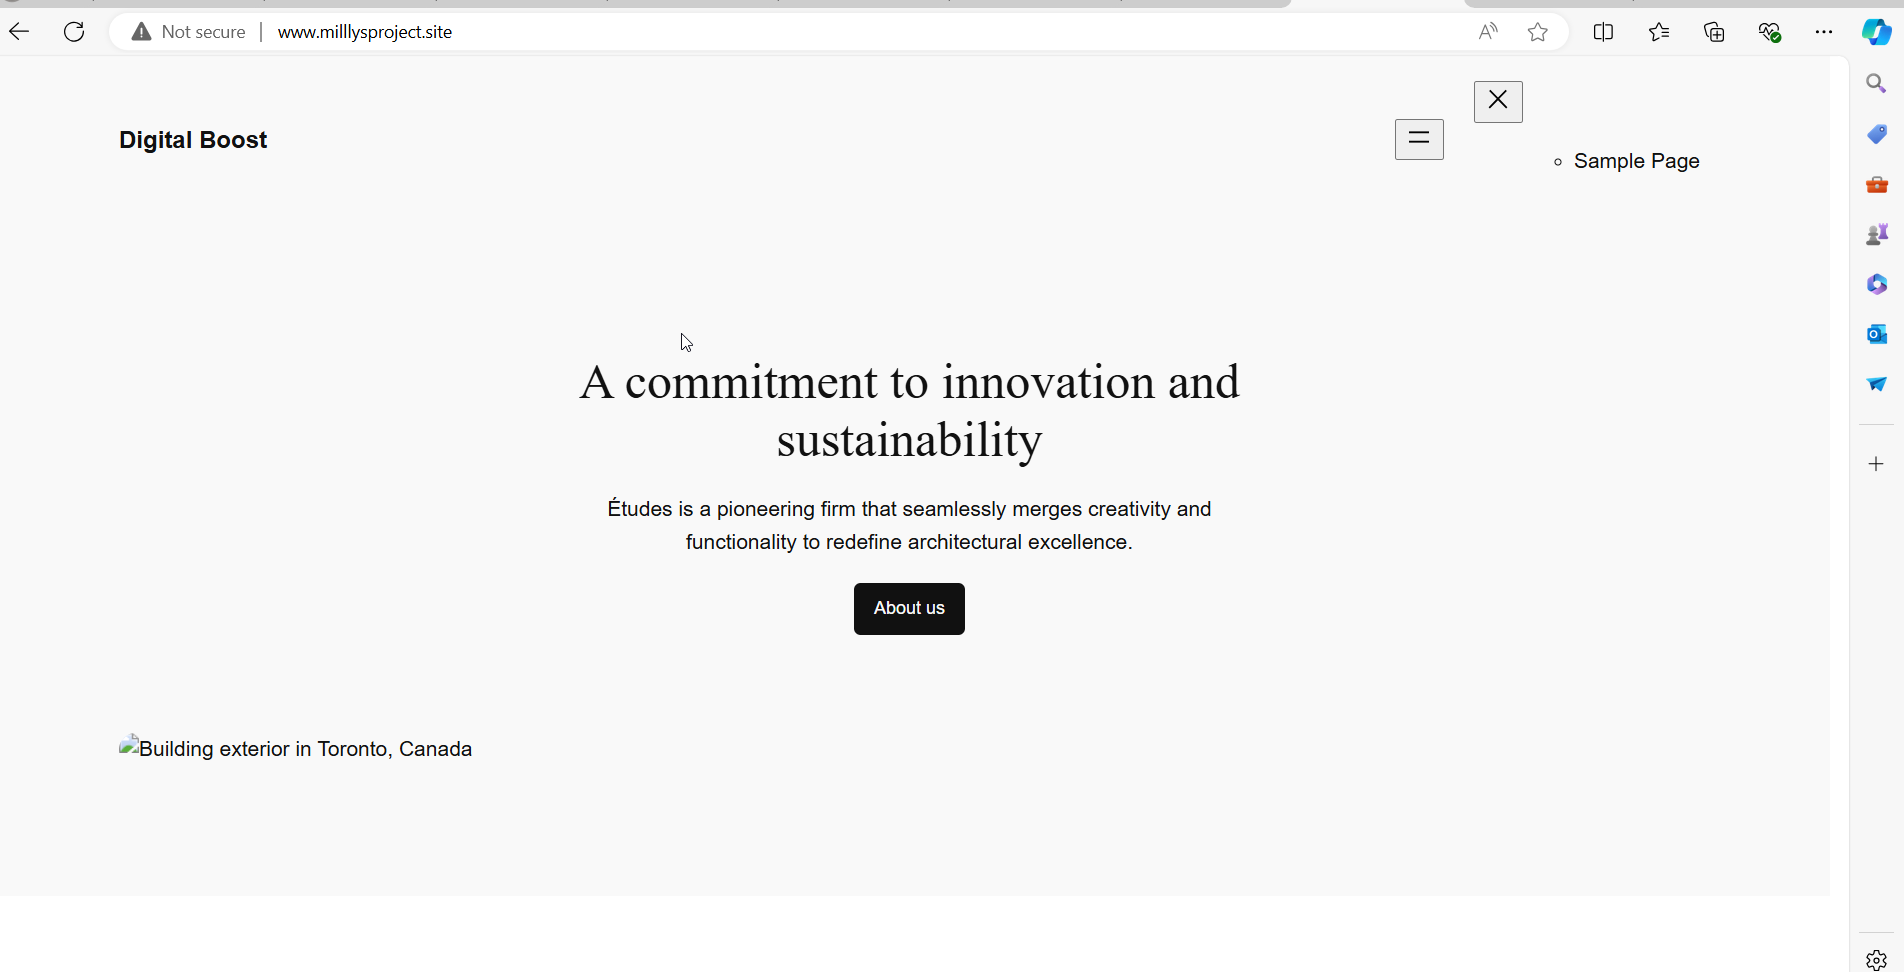 Not secure
www.milllysproject.site
Digital Boost
Sample Page
A commitment to innovation and
sustainability
Études is a pioneering firm that seamlessly merges creativity and
functionality to redefine architectural excellence.
About us
Building exterior in Toronto, Canada